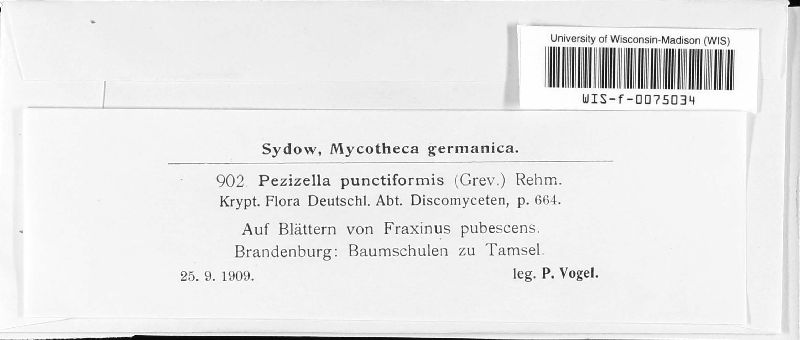 University of Wisconsin-Madison (WIS)
WIS-f-0075034
Sydow, Mycotheca germanica.
902 Pezizella punctiformis (Grev.) Rehm.
Krypt. Flora Deutschl. Abt. Discomyceten, p. 664.
Auf Blättern von Fraxinus pubescens.
Brandenburg: Baumschulen zu Tamsel.
25. 9. 1909. leg. P. Vogel.